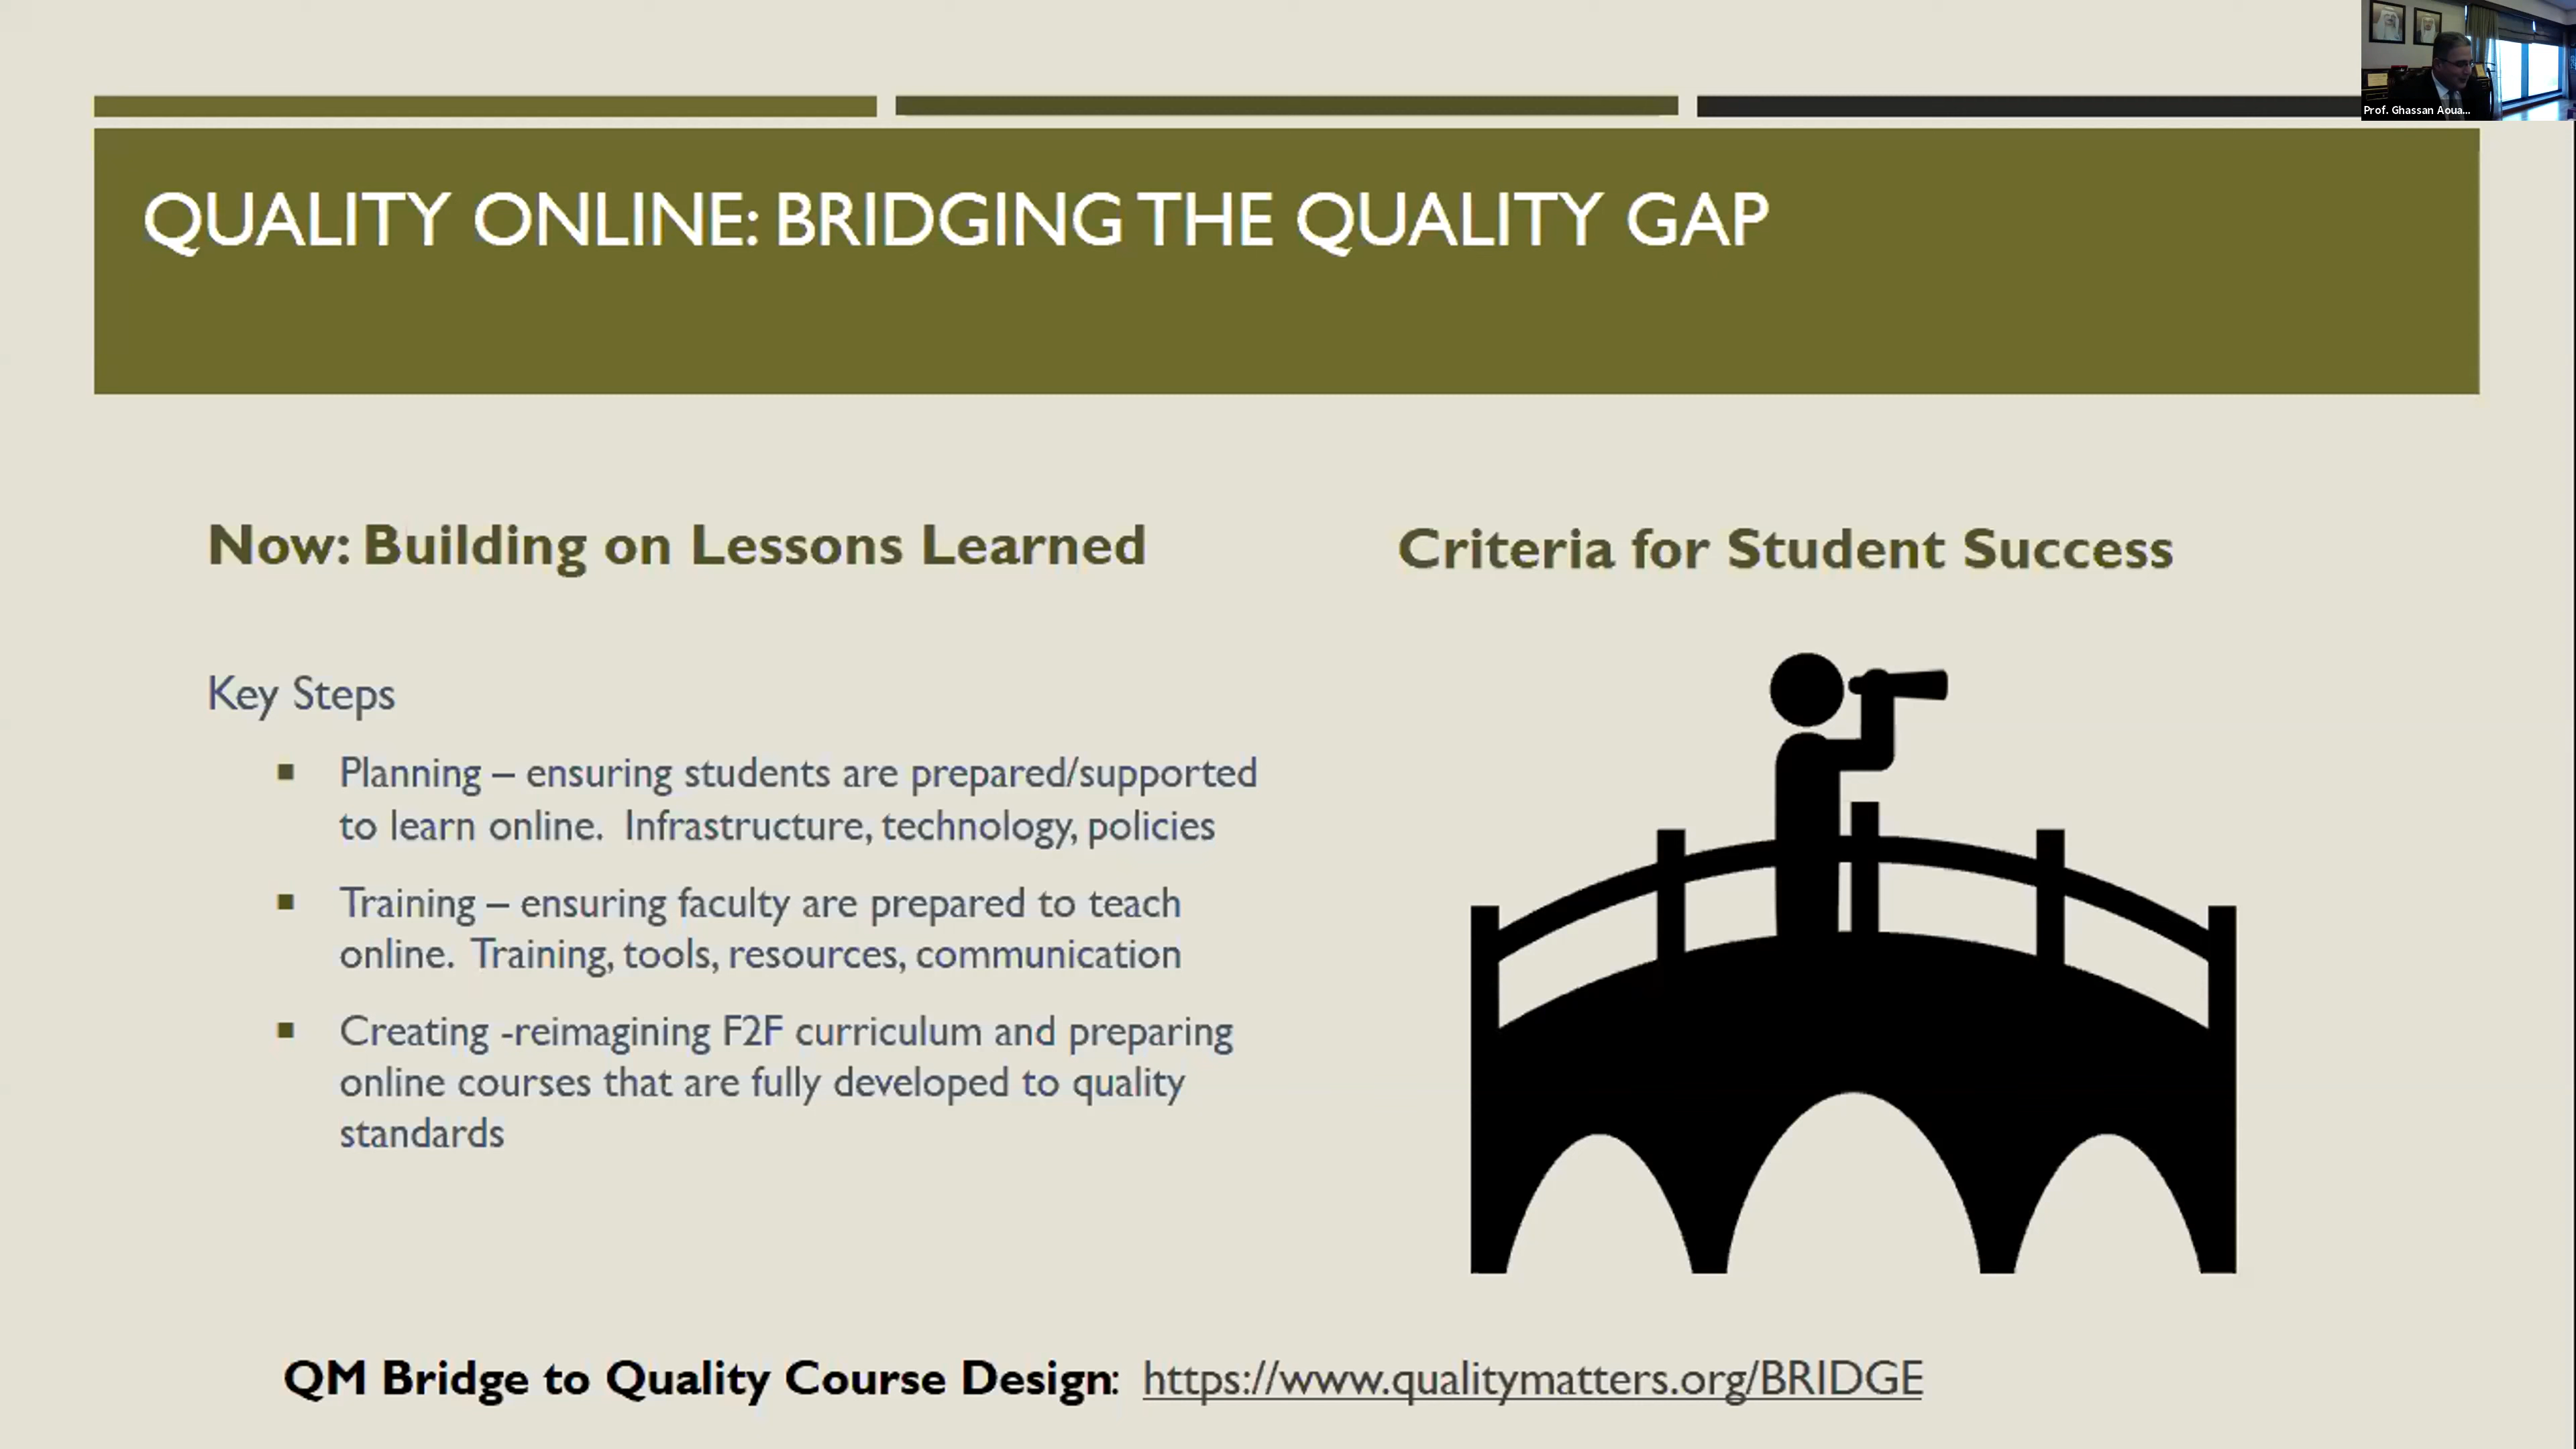 Prof. Ghassan Aoua...
QUALITY ONLINE: BRIDGING THE QUALITY GAP
Now: Building on Lessons Learned
Key Steps
▪ Planning – ensuring students are prepared/supported
to learn online.  Infrastructure, technology, policies
▪ Training – ensuring faculty are prepared to teach
online.  Training, tools, resources, communication
▪ Creating -reimagining F2F curriculum and preparing
online courses that are fully developed to quality
standards
Criteria for Student Success
QM Bridge to Quality Course Design:  https://www.qualitymatters.org/BRIDGE